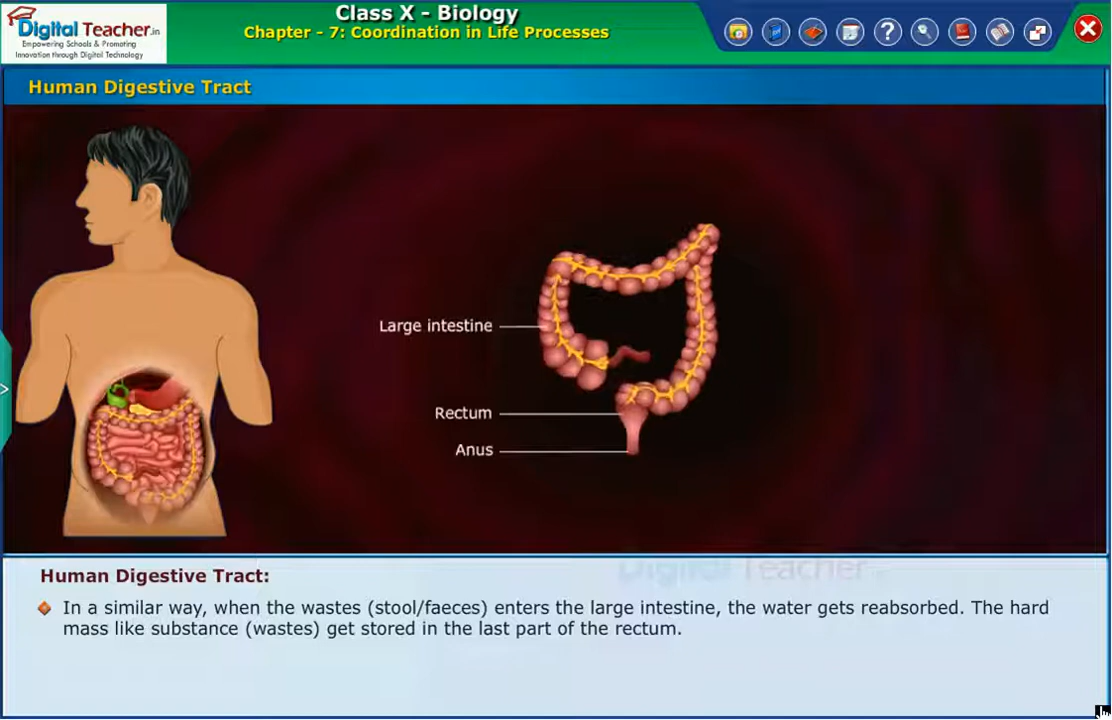 Digital Teacher.in
Empowering Schools & Promoting
Innovation through Digital Technology
Class X - Biology
Chapter - 7: Coordination in Life Processes
Human Digestive Tract
Large intestine
Rectum
Anus
Digital Teacher
Human Digestive Tract:
In a similar way, when the wastes (stool/faeces) enters the large intestine, the water gets reabsorbed. The hard
mass like substance (wastes) get stored in the last part of the rectum.